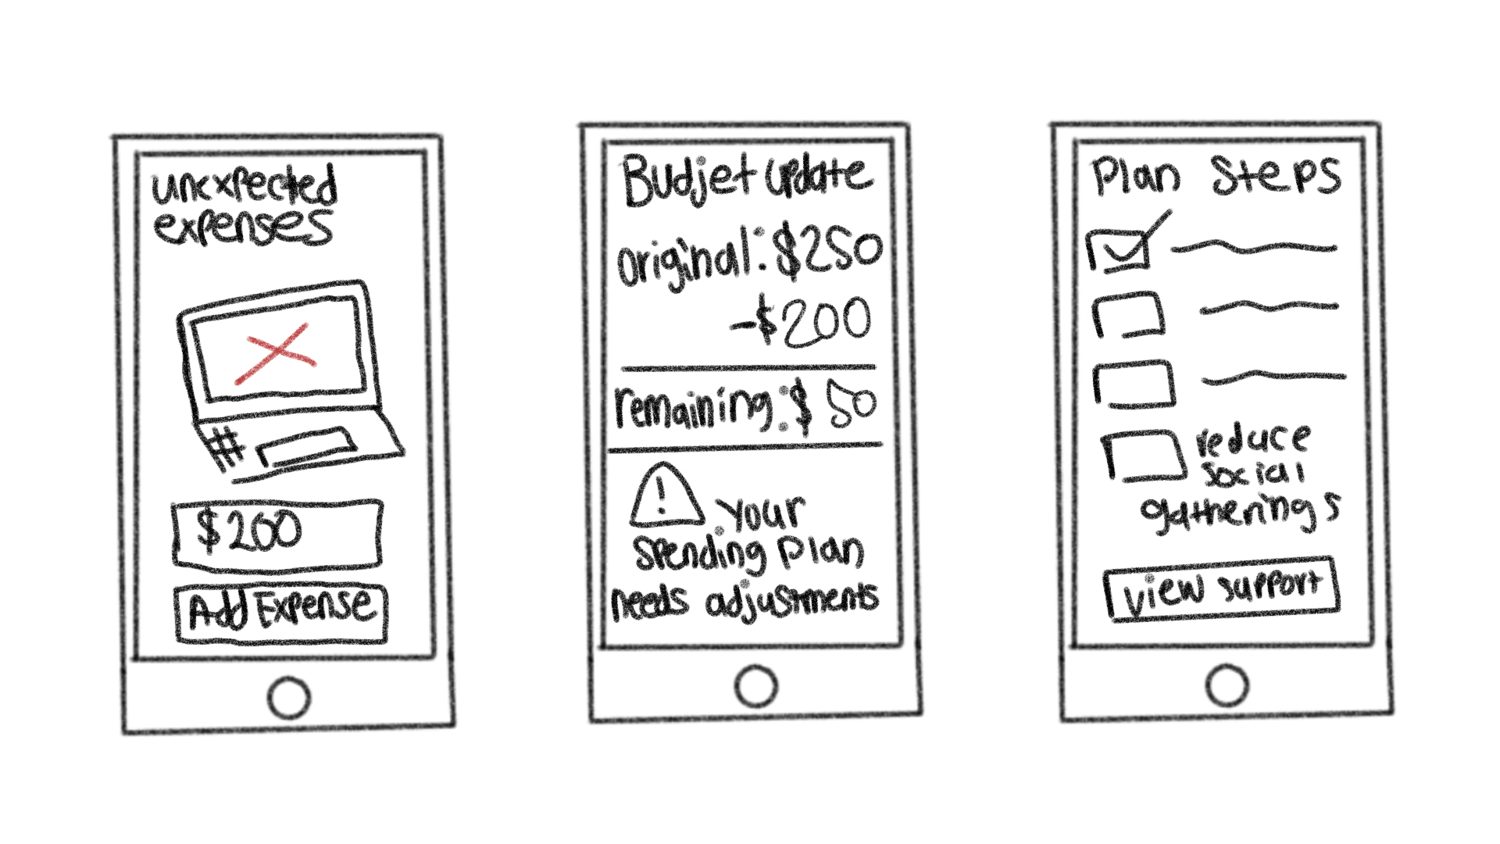 unexpected
expenses
$200
Add Expense
Budjet update
original: $250
-$200
remaining: $50
! your
spending plan
needs adjustments
Plan Steps
reduce
social
gatherings
view support